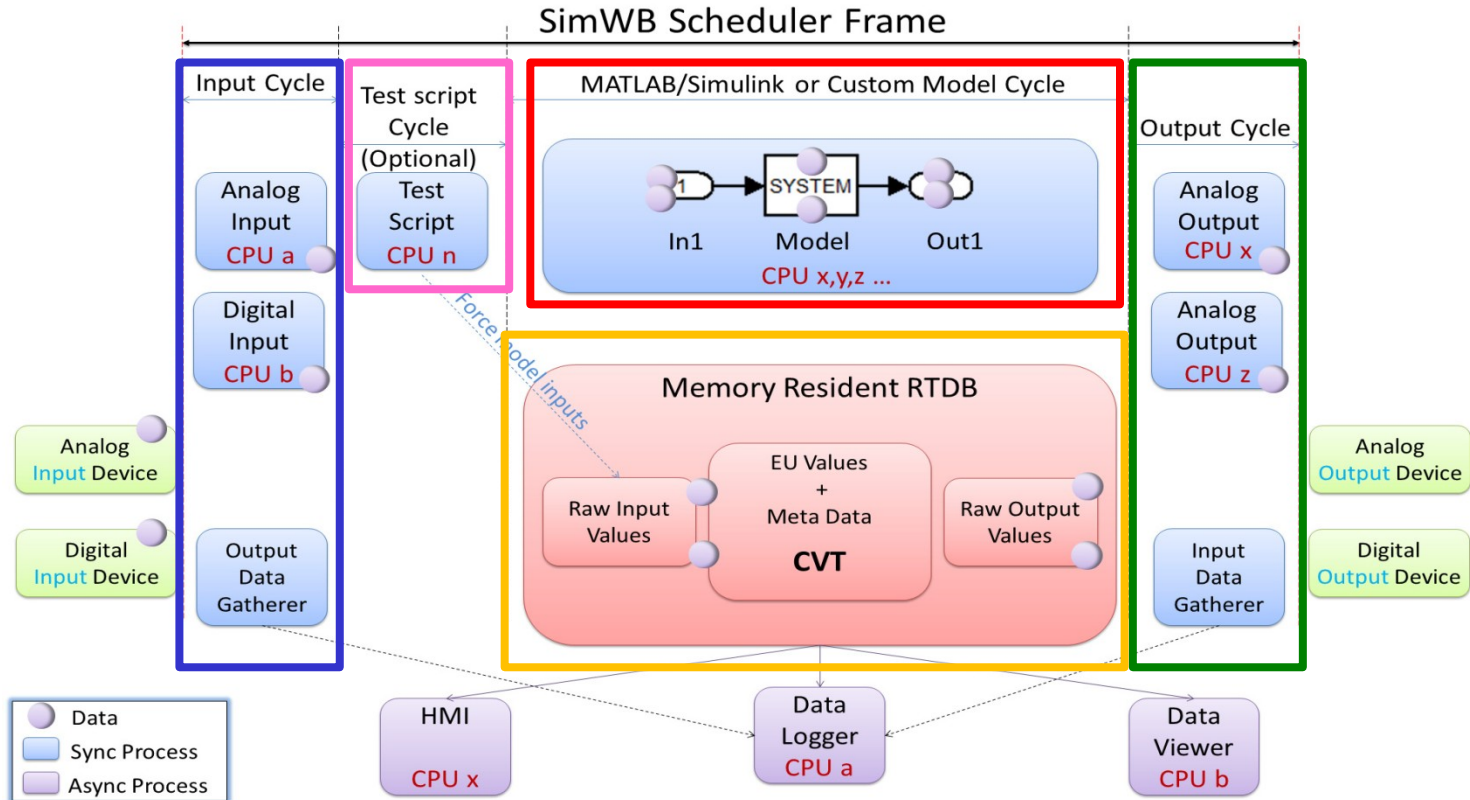 SimWB Scheduler Frame
Input Cycle
Test script
Cycle
(Optional)
MATLAB/Simulink or Custom Model Cycle
Output Cycle
Analog
Input
CPU a
Test
Script
CPU n
1
SYSTEM
In1
Model
Out1
CPU x,y,z ...
Analog
Output
CPU x
Digital
Input
CPU b
Force model inputs
Analog
Output
CPU z
Memory Resident RTDB
Analog
Input Device
Digital
Input Device
Output
Data
Gatherer
Raw Input
Values
EU Values
+
Meta Data
CVT
Raw Output
Values
Input
Data
Gatherer
Analog
Output Device
Digital
Output Device
Data
Sync Process
Async Process
HMI
CPU x
Data
Logger
CPU a
Data
Viewer
CPU b